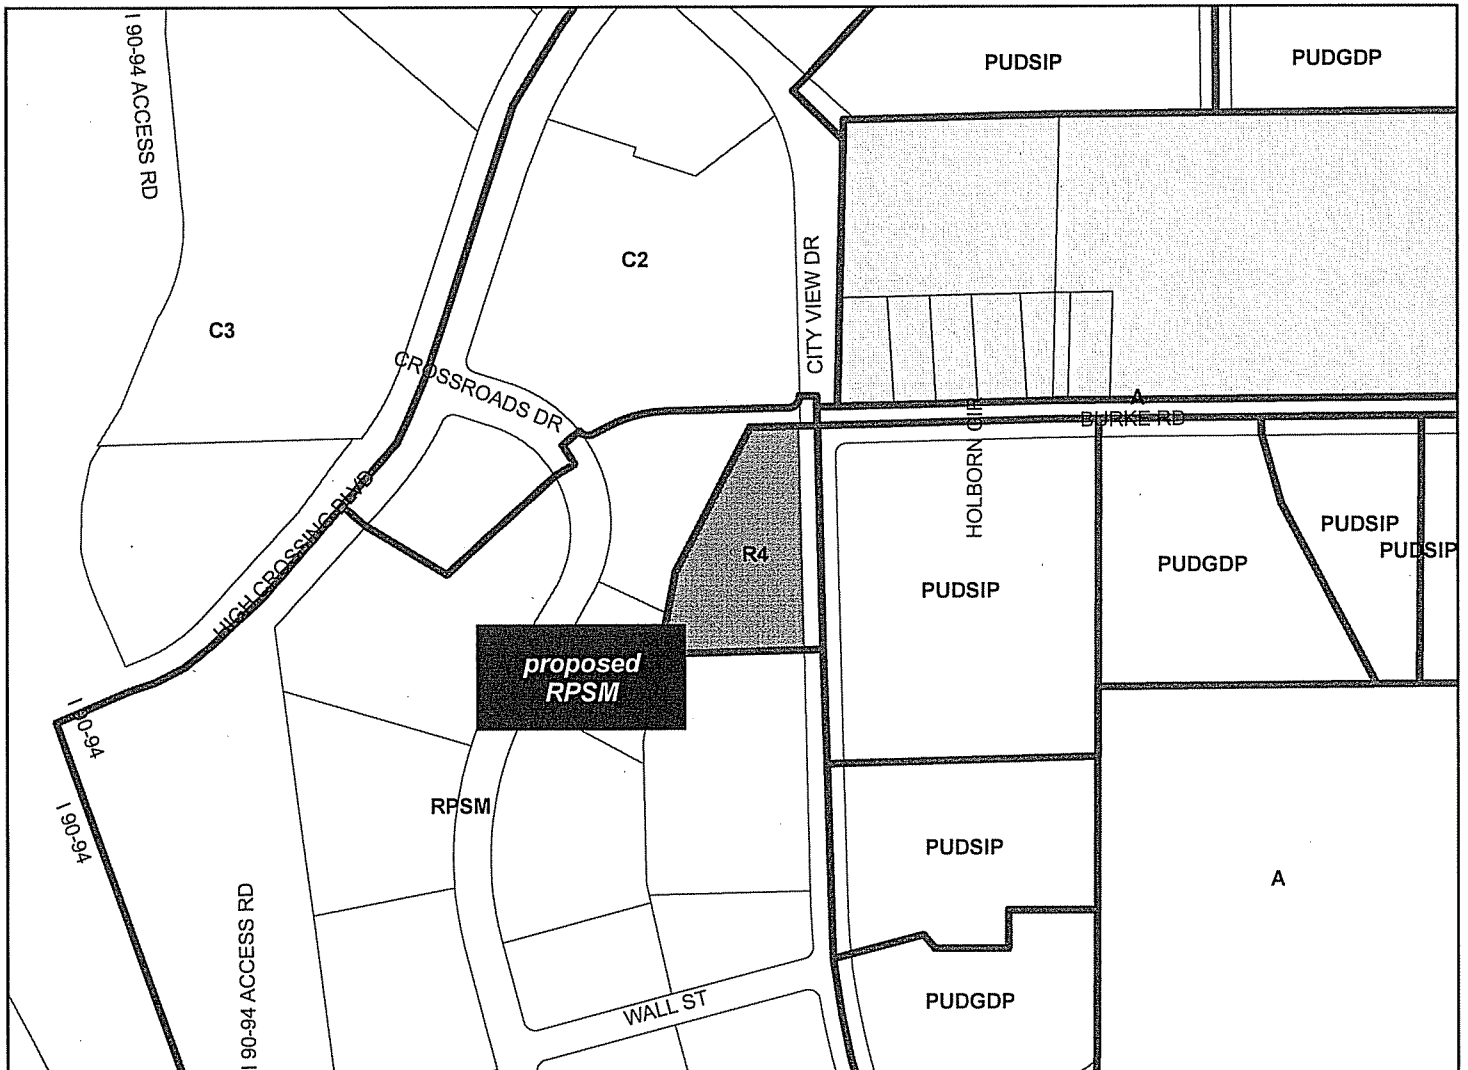 I 90-94 ACCESS RD
PUDSIP
PUDGDP
C2
CITY VIEW DR
C3
CROSSROADS DR
A
BURKE RD
HOLBORN CIR
HIGH CROSSING BLVD
R4
PUDSIP
PUDGDP
PUDSIP
PUDSIP
proposed
RPSM
I 90-94
I 90-94
RPSM
PUDSIP
A
I 90-94 ACCESS RD
WALL ST
PUDGDP